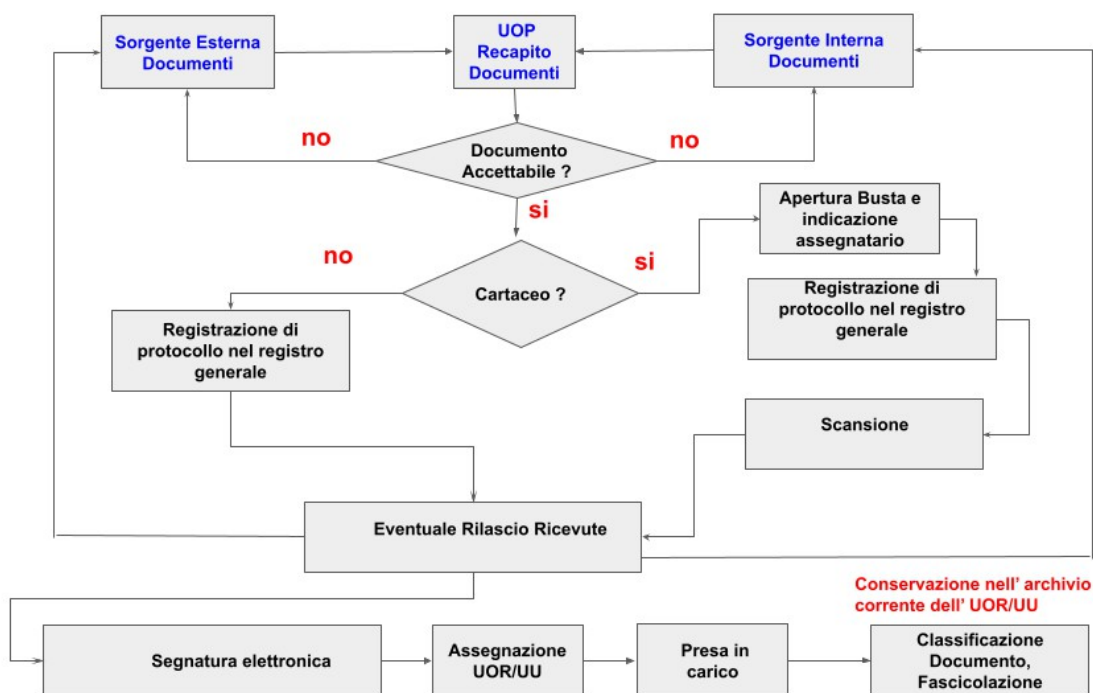 Sorgente Esterna
Documenti
UOP
Recapito
Documenti
Sorgente Interna
Documenti
no
no
Documento
Accettabile ?
si
Apertura Busta e
indicazione
assegnatario
no
si
Cartaceo ?
Registrazione di
protocollo nel registro
generale
Registrazione di
protocollo nel registro
generale
Scansione
Eventuale Rilascio Ricevute
Conservazione nell' archivio
corrente dell' UOR/UU
Segnatura elettronica
Assegnazione
UOR/UU
Presa in
carico
Classificazione
Documento,
Fascicolazione